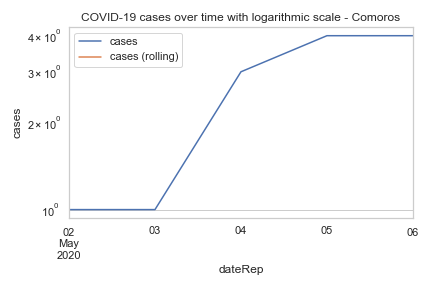 COVID-19 cases over time with logarithmic scale - Comoros
cases
cases (rolling)
4 × 10⁰
3 × 10⁰
2 × 10⁰
10⁰
cases
02
May
2020
03
04
05
06
dateRep